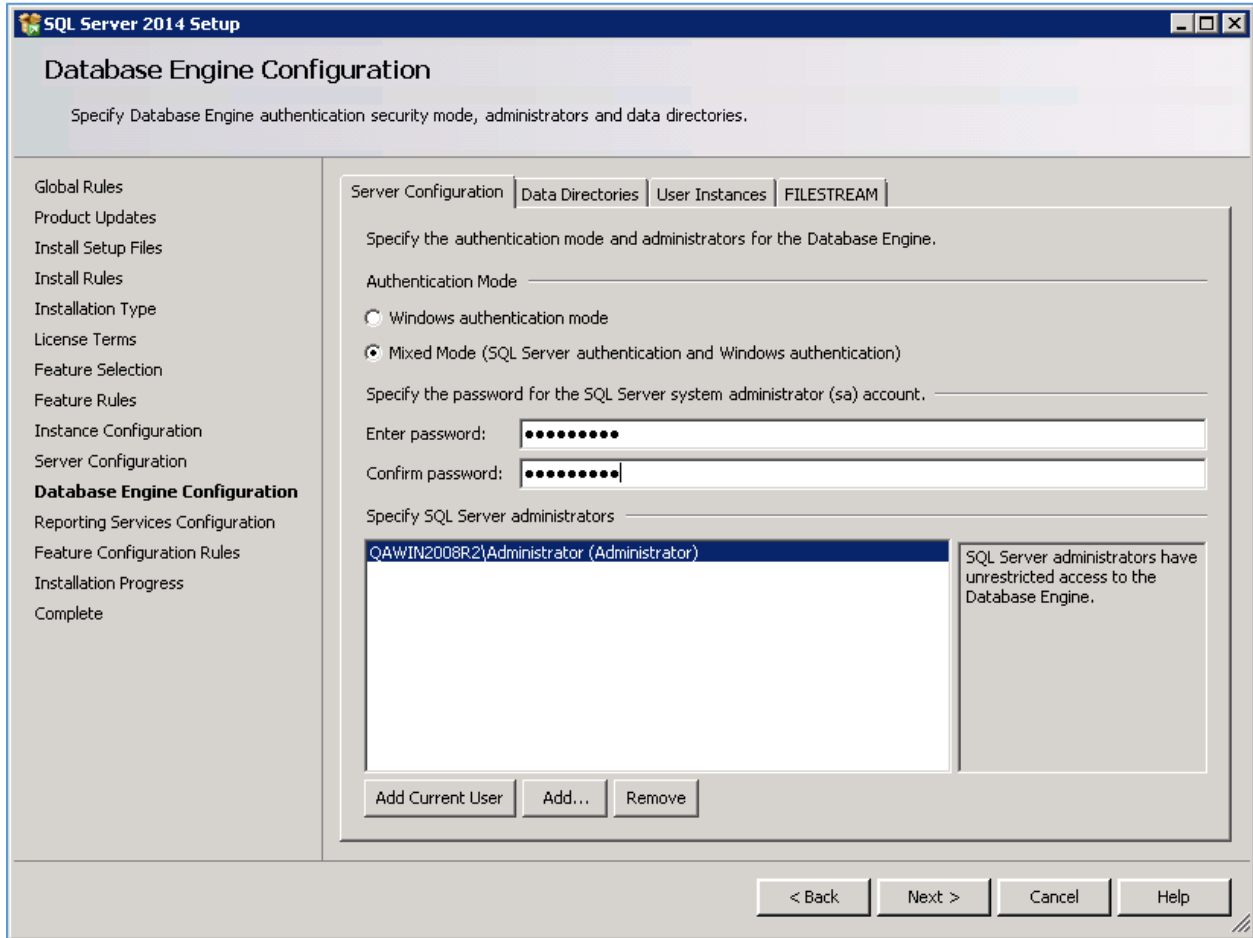 SQL Server 2014 Setup
Database Engine Configuration
Specify Database Engine authentication security mode, administrators and data directories.
Global Rules
Product Updates
Install Setup Files
Install Rules
Installation Type
License Terms
Feature Selection
Feature Rules
Instance Configuration
Server Configuration
Database Engine Configuration
Reporting Services Configuration
Feature Configuration Rules
Installation Progress
Complete
Server Configuration Data Directories User Instances FILESTREAM
Specify the authentication mode and administrators for the Database Engine.
Authentication Mode
Windows authentication mode
Mixed Mode (SQL Server authentication and Windows authentication)
Specify the password for the SQL Server system administrator (sa) account.
Enter password: ●●●●●●●●●
Confirm password: ●●●●●●●●●
Specify SQL Server administrators
QAWIN2008R2\Administrator (Administrator)
SQL Server administrators have
unrestricted access to the
Database Engine.
Add Current User Add... Remove
< Back Next > Cancel Help